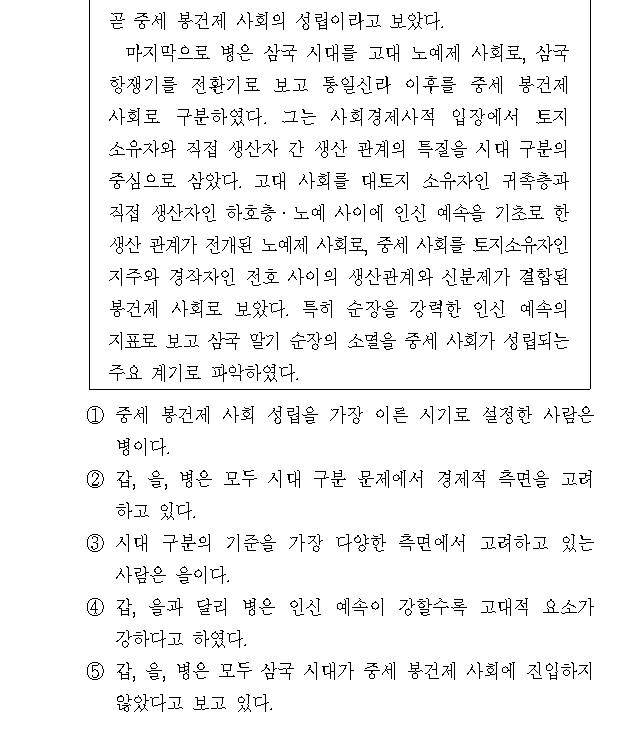 곧 중세 봉건제 사회의 성립이라고 보았다.
마지막으로 병은 삼국 시대를 고대 노예제 사회로, 삼국
항쟁기를 전환기로 보고 통일신라 이후를 중세 봉건제
사회로 구분하였다. 그는 사회경제사적 입장에서 토지
소유자와 직접 생산자 간 생산 관계의 특질을 시대 구분의
중심으로 삼았다. 고대 사회를 대토지 소유자인 귀족층과
직접 생산자인 하호층·노예 사이에 인신 예속을 기초로 한
생산 관계가 전개된 노예제 사회로, 중세 사회를 토지소유자인
지주와 경작자인 전호 사이의 생산관계와 신분제가 결합된
봉건제 사회로 보았다. 특히 순장을 강력한 인신 예속의
지표로 보고 삼국 말기 순장의 소멸을 중세 사회가 성립되는
주요 계기로 파악하였다.
① 중세 봉건제 사회 성립을 가장 이른 시기로 설정한 사람은
병이다.
② 갑, 을, 병은 모두 시대 구분 문제에서 경제적 측면을 고려
하고 있다.
③ 시대 구분의 기준을 가장 다양한 측면에서 고려하고 있는
사람은 을이다.
④ 갑, 을과 달리 병은 인신 예속이 강할수록 고대적 요소가
강하다고 하였다.
⑤ 갑, 을, 병은 모두 삼국 시대가 중세 봉건제 사회에 진입하지
않았다고 보고 있다.